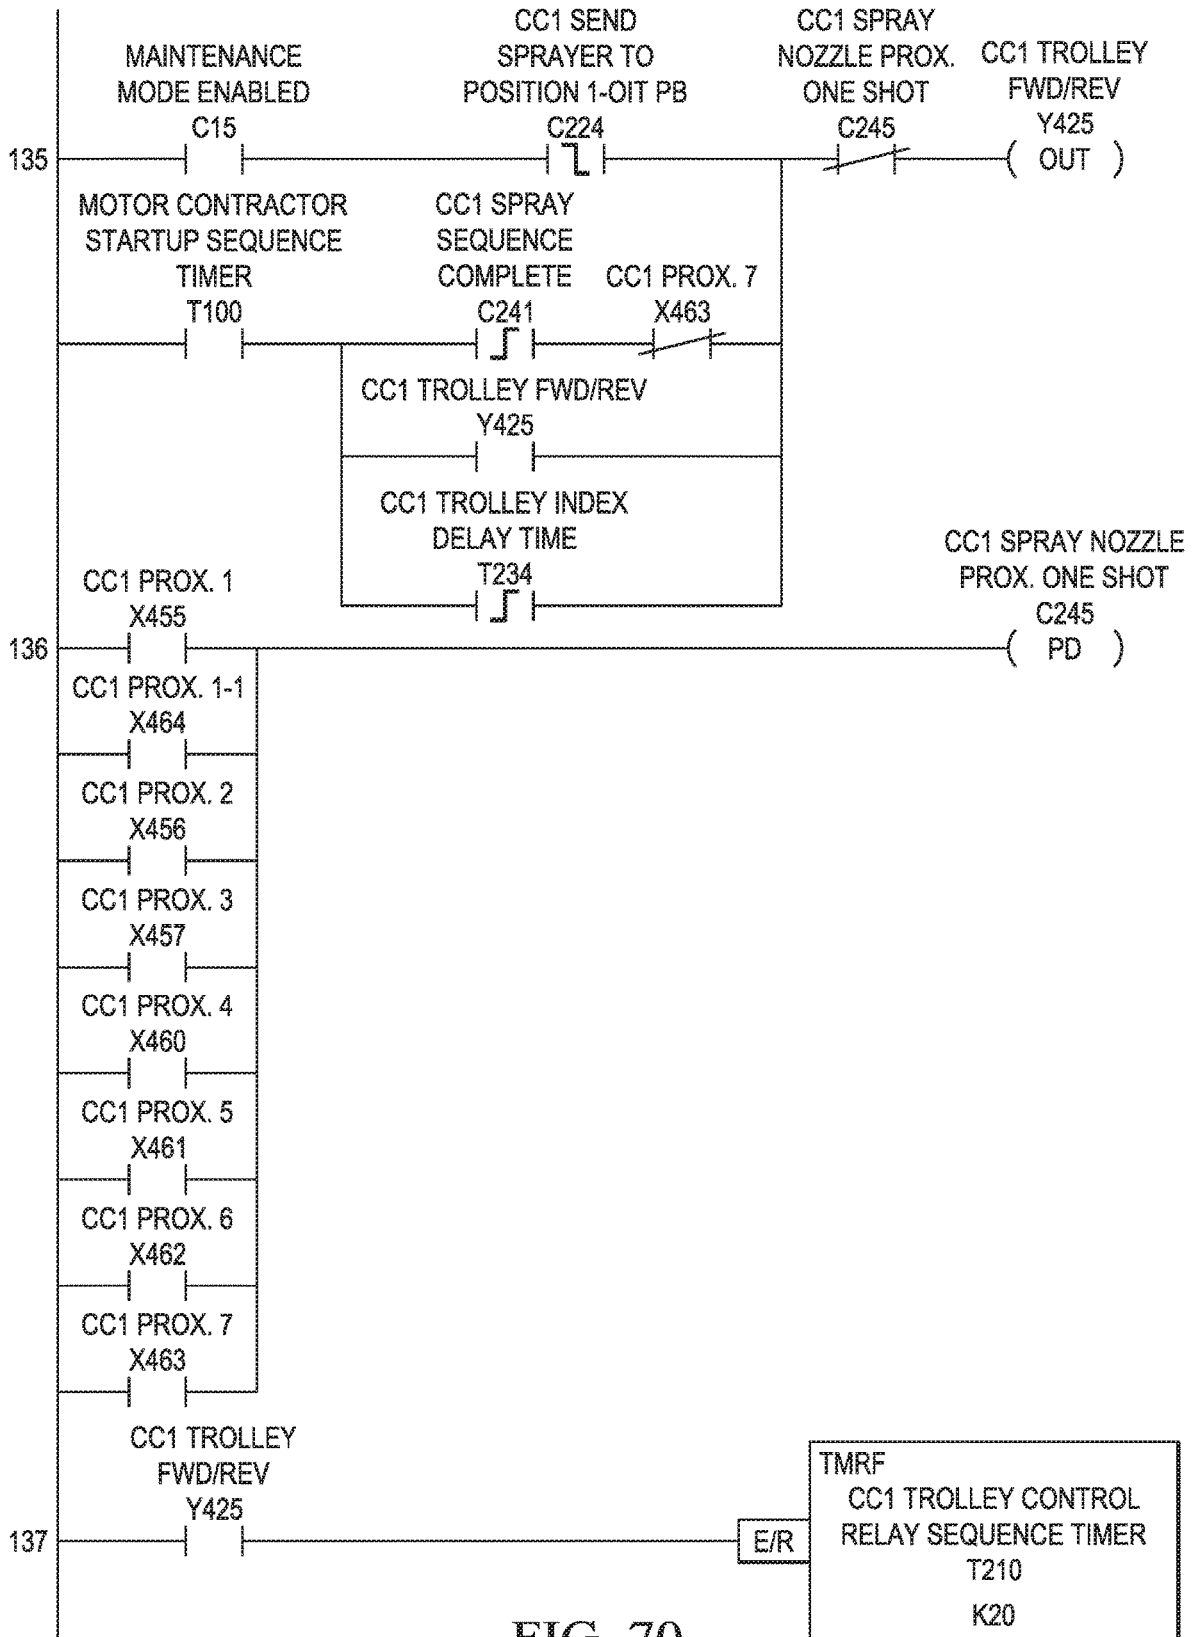 CC1 SEND
SPRAYER TO
POSITION 1-OIT PB
C224
CC1 SPRAY
NOZZLE PROX.
ONE SHOT
C245
CC1 TROLLEY
FWD/REV
Y425
MAINTENANCE
MODE ENABLED
C15
135
( OUT )
MOTOR CONTRACTOR
STARTUP SEQUENCE
TIMER
T100
CC1 SPRAY
SEQUENCE
COMPLETE
C241
CC1 PROX. 7
X463
CC1 TROLLEY FWD/REV
Y425
CC1 TROLLEY INDEX
DELAY TIME
T234
CC1 SPRAY NOZZLE
PROX. ONE SHOT
C245
CC1 PROX. 1
X455
136
( PD )
CC1 PROX. 1-1
X464
CC1 PROX. 2
X456
CC1 PROX. 3
X457
CC1 PROX. 4
X460
CC1 PROX. 5
X461
CC1 PROX. 6
X462
CC1 PROX. 7
X463
CC1 TROLLEY
FWD/REV
Y425
137
E/R
TMRF
CC1 TROLLEY CONTROL
RELAY SEQUENCE TIMER
T210
K20
FIG. 70